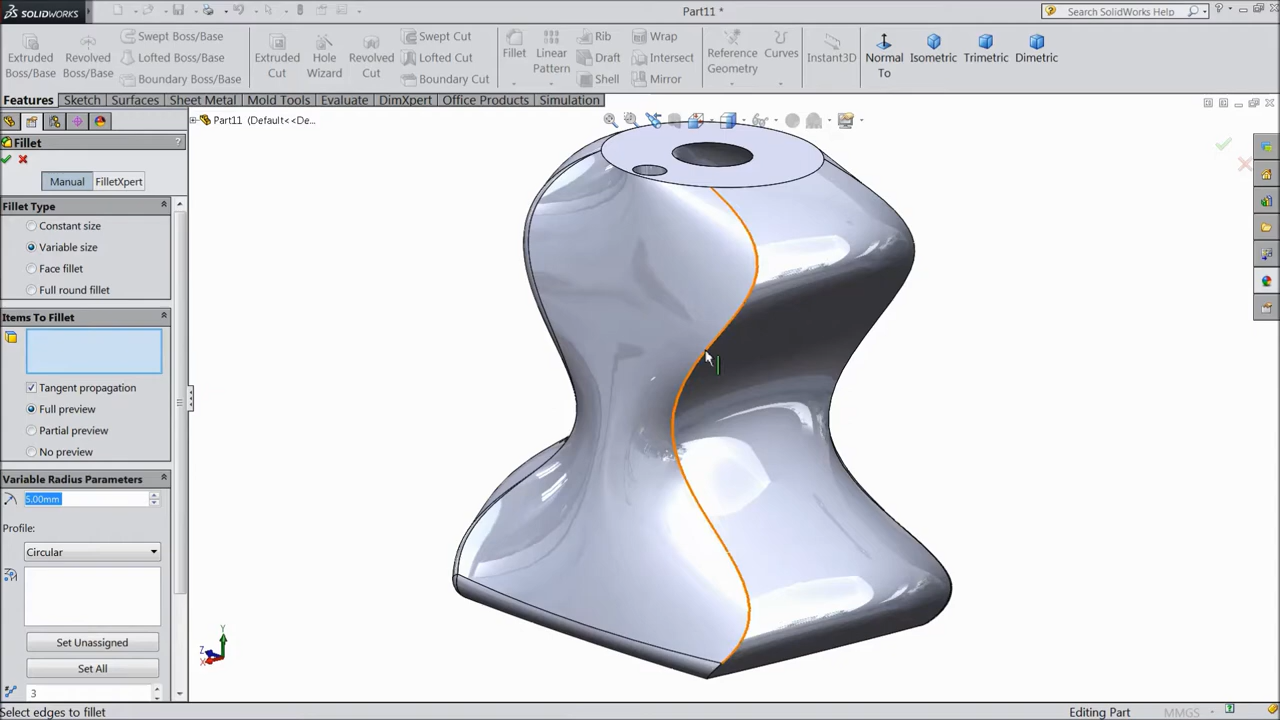 SOLIDWORKS
Part11 *
Search SolidWorks Help
Extruded Boss/Base
Revolved Boss/Base
Swept Boss/Base
Lofted Boss/Base
Boundary Boss/Base
Extruded Cut
Hole Wizard
Revolved Cut
Swept Cut
Lofted Cut
Boundary Cut
Fillet
Linear Pattern
Rib
Draft
Shell
Wrap
Intersect
Mirror
Reference Geometry
Curves
Instant3D
Normal To
Isometric
Trimetric
Dimetric
Features
Sketch
Surfaces
Sheet Metal
Mold Tools
Evaluate
DimXpert
Office Products
Simulation
Part11 (Default<<De...
Fillet
?
Manual
FilletXpert
Fillet Type
Constant size
Variable size
Face fillet
Full round fillet
Items To Fillet
Tangent propagation
Full preview
Partial preview
No preview
Variable Radius Parameters
5.00mm
Profile:
Circular
Set Unassigned
Set All
3
Y
Z
X
Select edges to fillet
Editing Part
MMGS